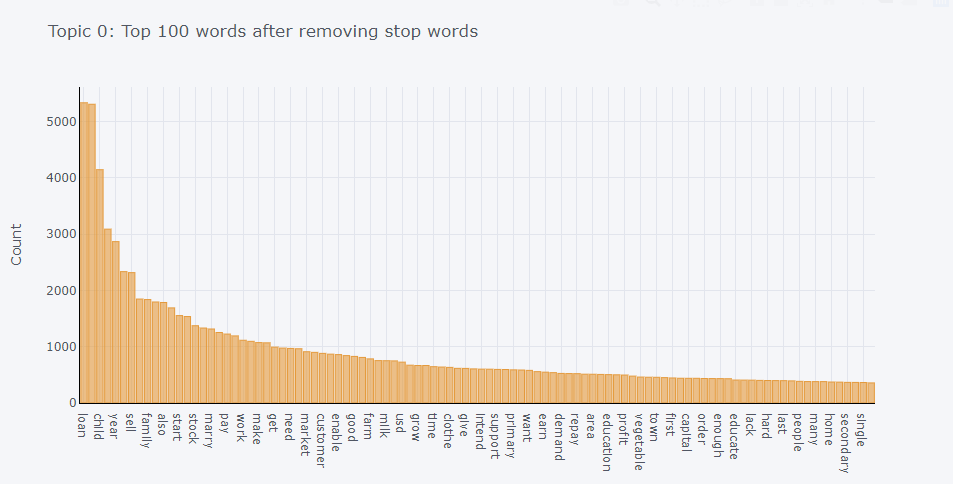 Topic 0: Top 100 words after removing stop words
Count
5000
4000
3000
2000
1000
0
loan
child
year
sell
family
also
start
stock
marry
pay
work
make
get
need
market
customer
enable
good
farm
milk
usd
grow
time
clothe
give
intend
support
primary
want
earn
demand
repay
area
education
profit
vegetable
town
first
capital
order
enough
educate
lack
hard
last
people
many
home
secondary
single